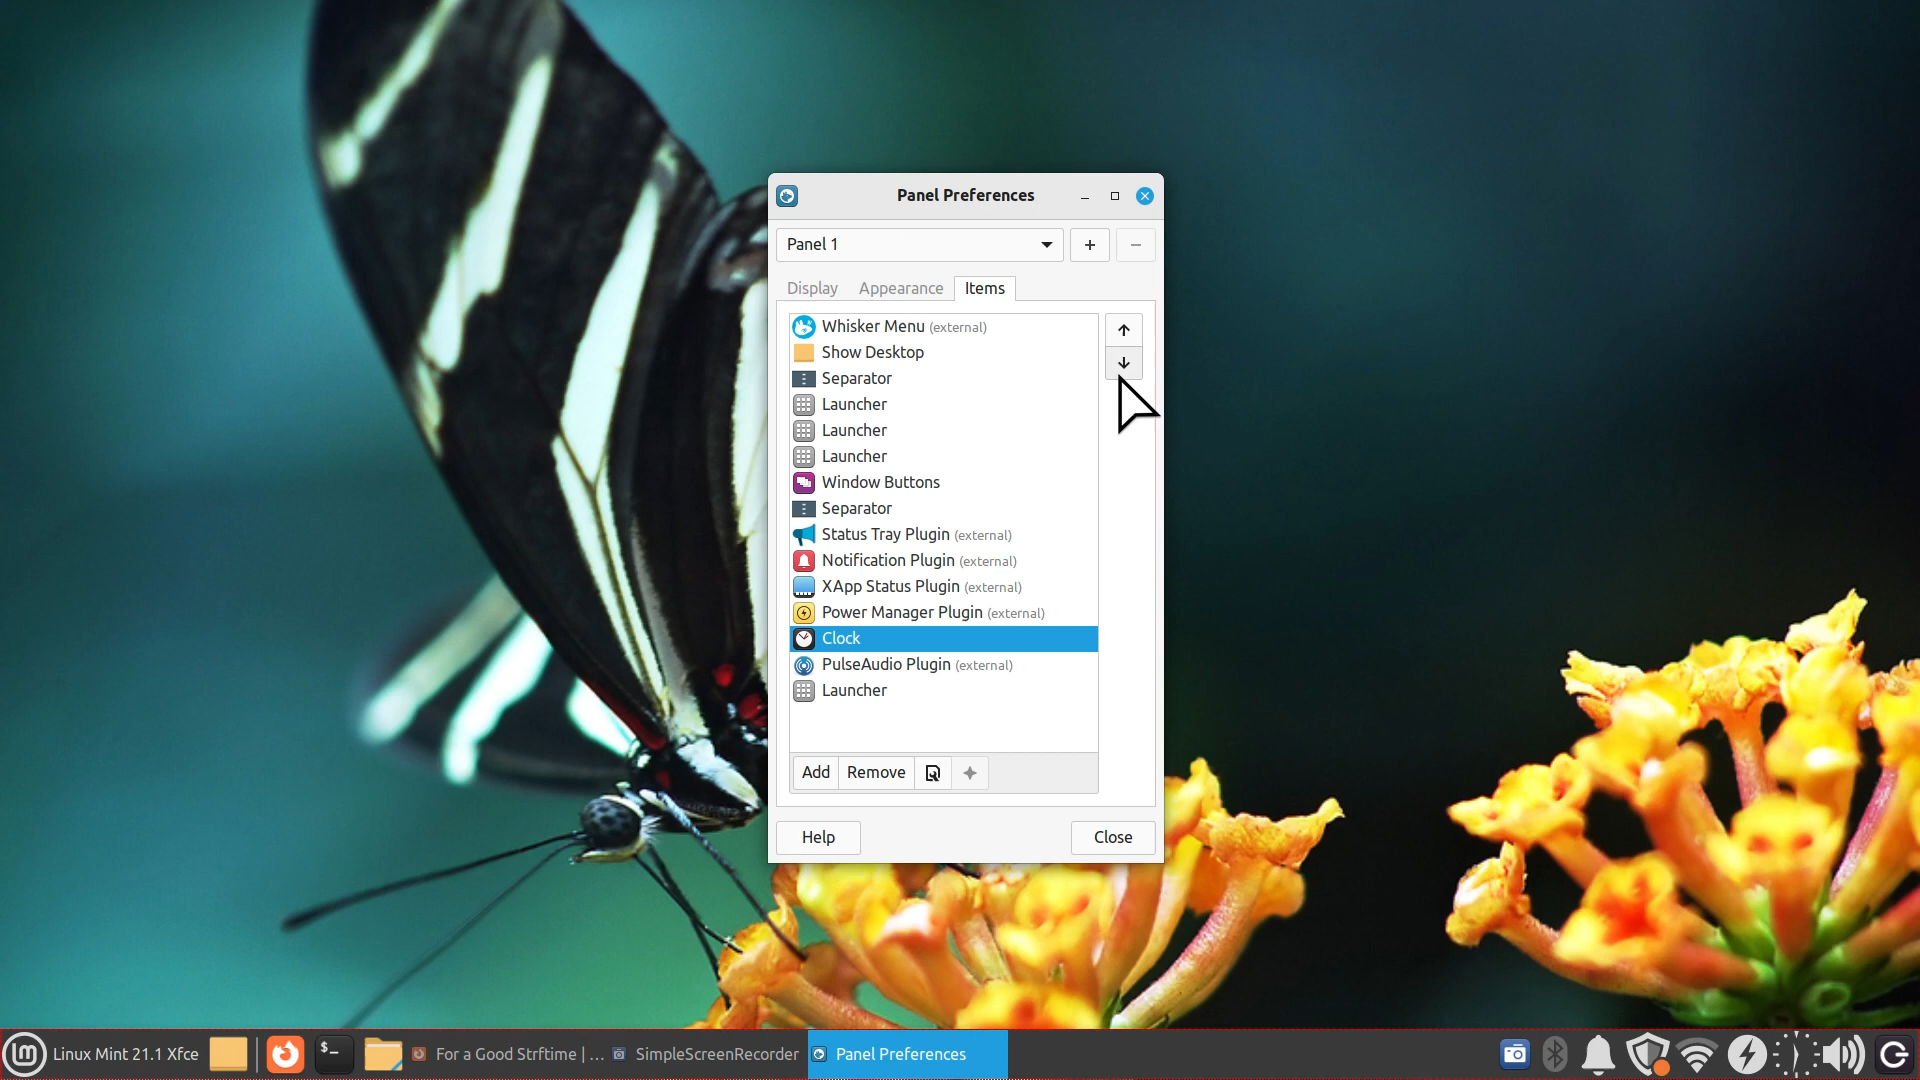 Panel Preferences
Panel 1
Display Appearance Items
Whisker Menu (external)
Show Desktop
Separator
Launcher
Launcher
Launcher
Window Buttons
Separator
Status Tray Plugin (external)
Notification Plugin (external)
XApp Status Plugin (external)
Power Manager Plugin (external)
Clock
PulseAudio Plugin (external)
Launcher
Add Remove
Help Close
Linux Mint 21.1 Xfce $_ For a Good Strftime | ... SimpleScreenRecorder Panel Preferences